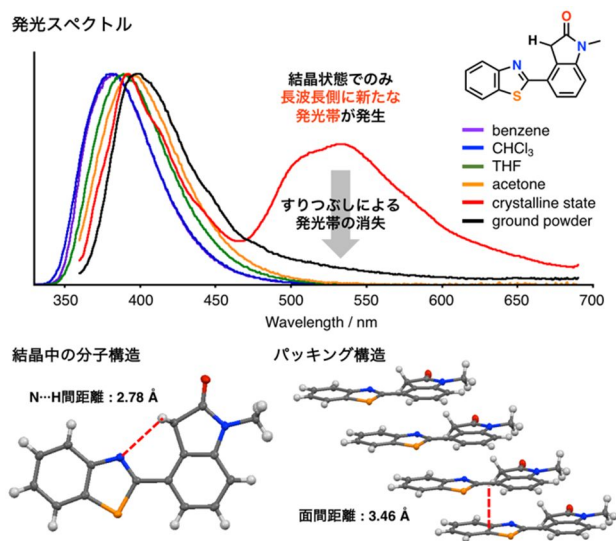 発光スペクトル
結晶状態でのみ
長波長側に新たな
発光帯が発生
すりつぶしによる
発光帯の消失
O
N
H
N
S
benzene
CHCl₃
THF
acetone
crystalline state
ground powder
350 400 450 500 550 600 650 700
Wavelength / nm
結晶中の分子構造
N···H間距離 : 2.78 Å
パッキング構造
面間距離 : 3.46 Å